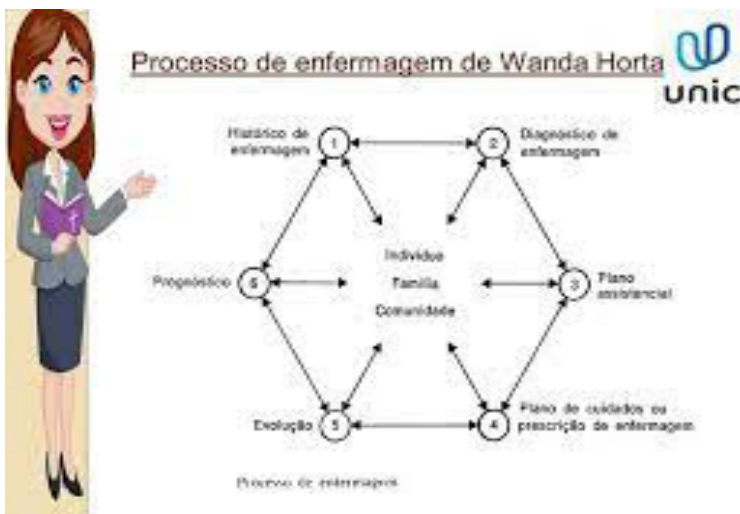 Processo de enfermagem de Wanda Horta
unic
Histórico de
enfermagem
1
2
Diagnóstico de
enfermagem
Indivíduo
Prognóstico
6
Família
3
Plano
assistencial
Comunidade
Evolução
5
4
Plano de cuidados ou
prescrição de enfermagem
Processo de enfermagem